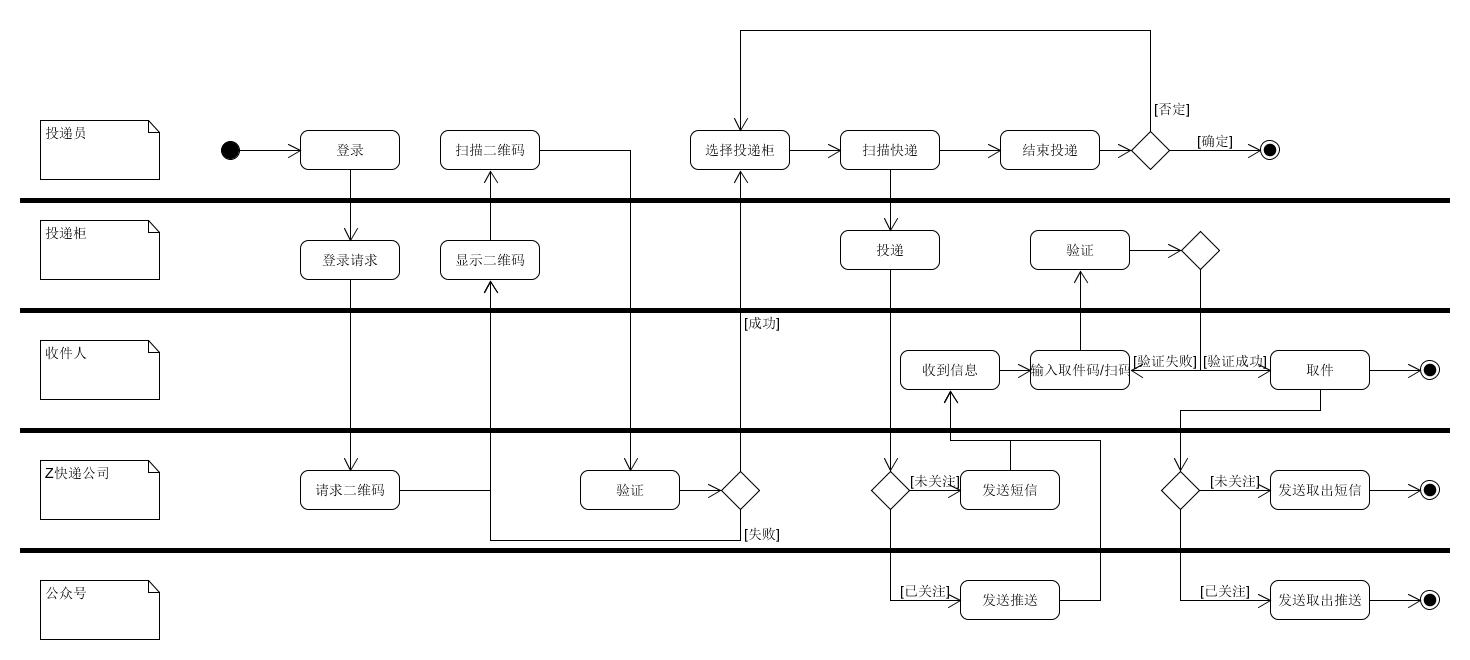 [否定]
投递员
登录
扫描二维码
选择投递柜
扫描快递
结束投递
[确定]
投递柜
登录请求
显示二维码
投递
验证
[成功]
收件人
收到信息
输入取件码/扫码
[验证失败]
[验证成功]
取件
Z快递公司
请求二维码
验证
[未关注]
发送短信
[未关注]
发送取出短信
[失败]
公众号
[已关注]
发送推送
[已关注]
发送取出推送